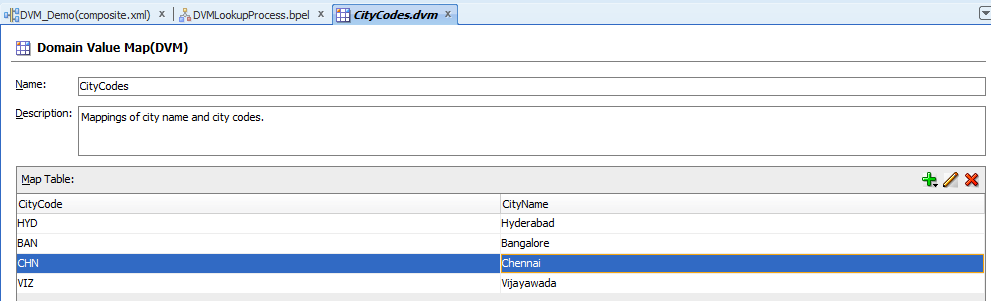 DVM_Demo(composite.xml) x DVMLookupProcess.bpel x CityCodes.dvm x
Domain Value Map(DVM)
Name: CityCodes
Description: Mappings of city name and city codes.
Map Table:
CityCode CityName
HYD Hyderabad
BAN Bangalore
CHN Chennai
VIZ Vijayawada